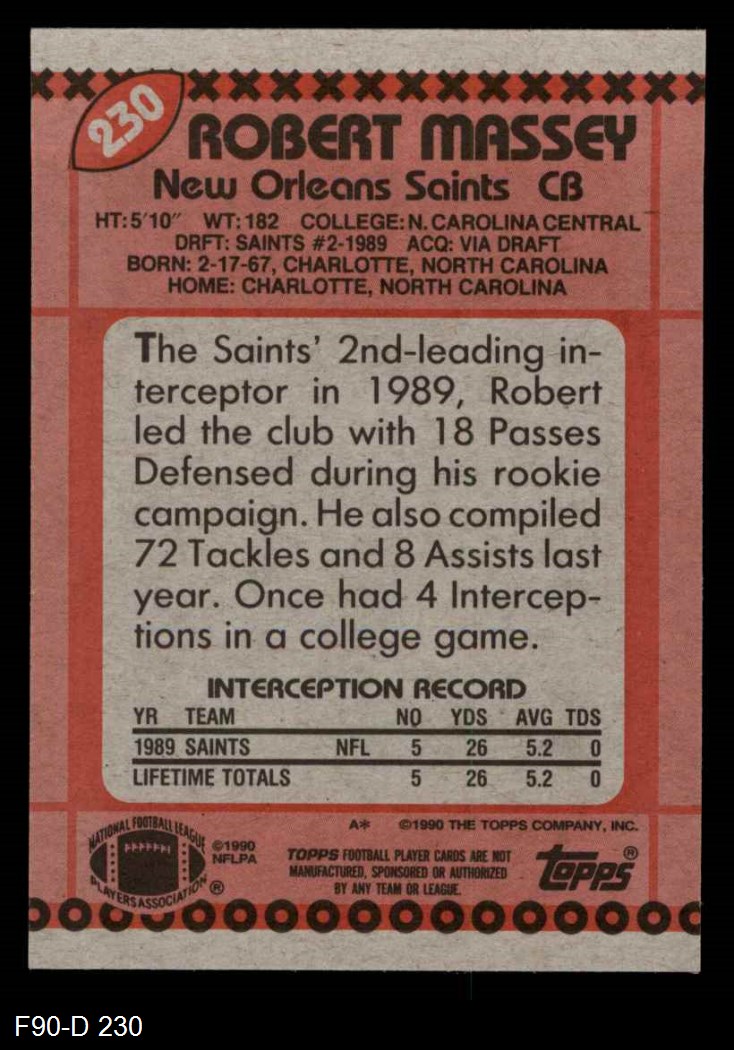 230
ROBERT MASSEY
New Orleans Saints CB
HT: 5'10" WT: 182 COLLEGE: N. CAROLINA CENTRAL
DRFT: SAINTS #2-1989 ACQ: VIA DRAFT
BORN: 2-17-67, CHARLOTTE, NORTH CAROLINA
HOME: CHARLOTTE, NORTH CAROLINA
The Saints' 2nd-leading in-
terceptor in 1989, Robert
led the club with 18 Passes
Defensed during his rookie
campaign. He also compiled
72 Tackles and 8 Assists last
year. Once had 4 Intercep-
tions in a college game.
INTERCEPTION RECORD
YR TEAM NO YDS AVG TDS
1989 SAINTS NFL 5 26 5.2 0
LIFETIME TOTALS 5 26 5.2 0
A* ©1990 THE TOPPS COMPANY, INC.
NATIONAL FOOTBALL LEAGUE
PLAYERS ASSOCIATION ®
©1990
NFLPA
TOPPS FOOTBALL PLAYER CARDS ARE NOT
MANUFACTURED, SPONSORED OR AUTHORIZED
BY ANY TEAM OR LEAGUE.
topps®
F90-D 230